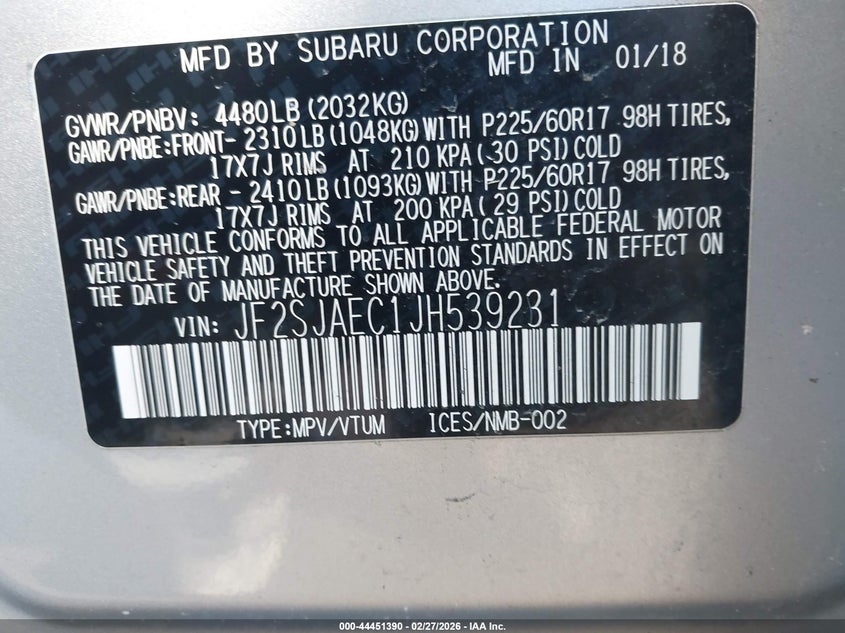 MFD BY SUBARU CORPORATION
MFD IN 01/18
GVWR/PNBV: 4480LB(2032KG)
GAWR/PNBE:FRONT- 2310LB(1048KG)WITH P225/60R17 98H TIRES,
17X7J RIMS AT 210 KPA( 30 PSI)COLD
GAWR/PNBE:REAR - 2410LB(1093KG)WITH P225/60R17 98H TIRES,
17X7J RIMS AT 200 KPA( 29 PSI)COLD
THIS VEHICLE CONFORMS TO ALL APPLICABLE FEDERAL MOTOR
VEHICLE SAFETY AND THEFT PREVENTION STANDARDS IN EFFECT ON
THE DATE OF MANUFACTURE SHOWN ABOVE.
VIN: JF2SJAEC1JH539231
TYPE:MPV/VTUM ICES/NMB-002
000-44451390 - 02/27/2026 - IAA Inc.